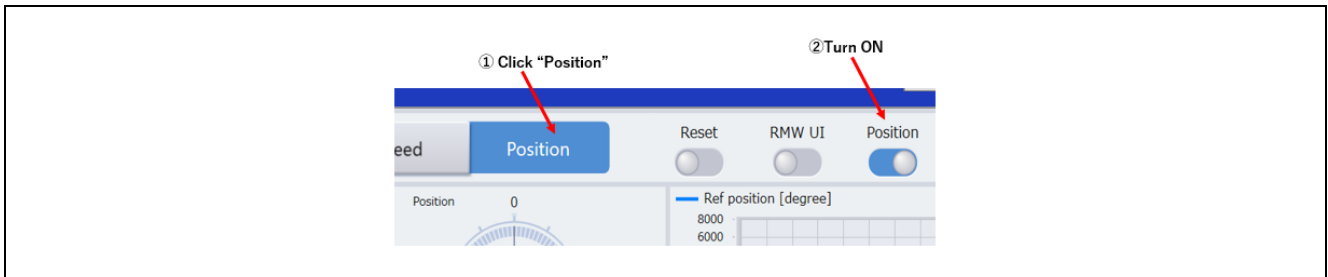 ②Turn ON
① Click “Position”
eed
Position
Reset
RMW UI
Position
Position
0
Ref position [degree]
8000
6000